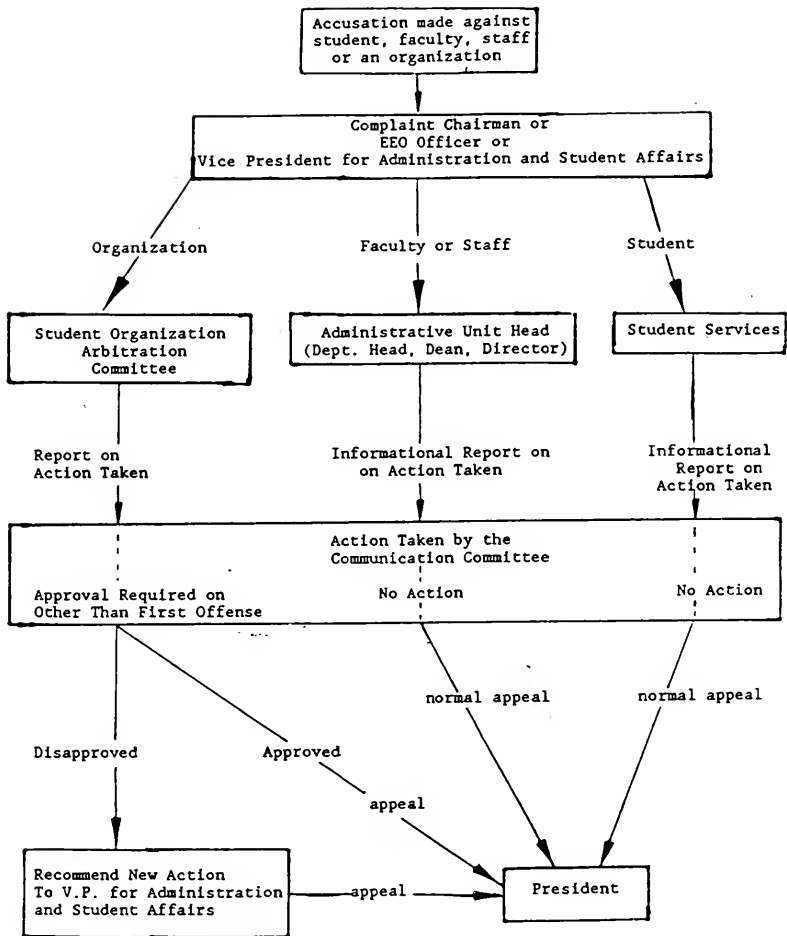 Accusation made against
student, faculty, staff
or an organization
Complaint Chairman or
EEO Officer or
Vice President for Administration and Student Affairs
Organization
Faculty or Staff
Student
Student Organization
Arbitration
Committee
Administrative Unit Head
(Dept. Head, Dean, Director)
Student Services
Report on
Action Taken
Informational Report on
on Action Taken
Informational
Report on
Action Taken
Action Taken by the
Communication Committee
Approval Required on
Other Than First Offense
No Action
No Action
normal appeal
normal appeal
Disapproved
Approved
appeal
Recommend New Action
To V.P. for Administration
and Student Affairs
appeal
President